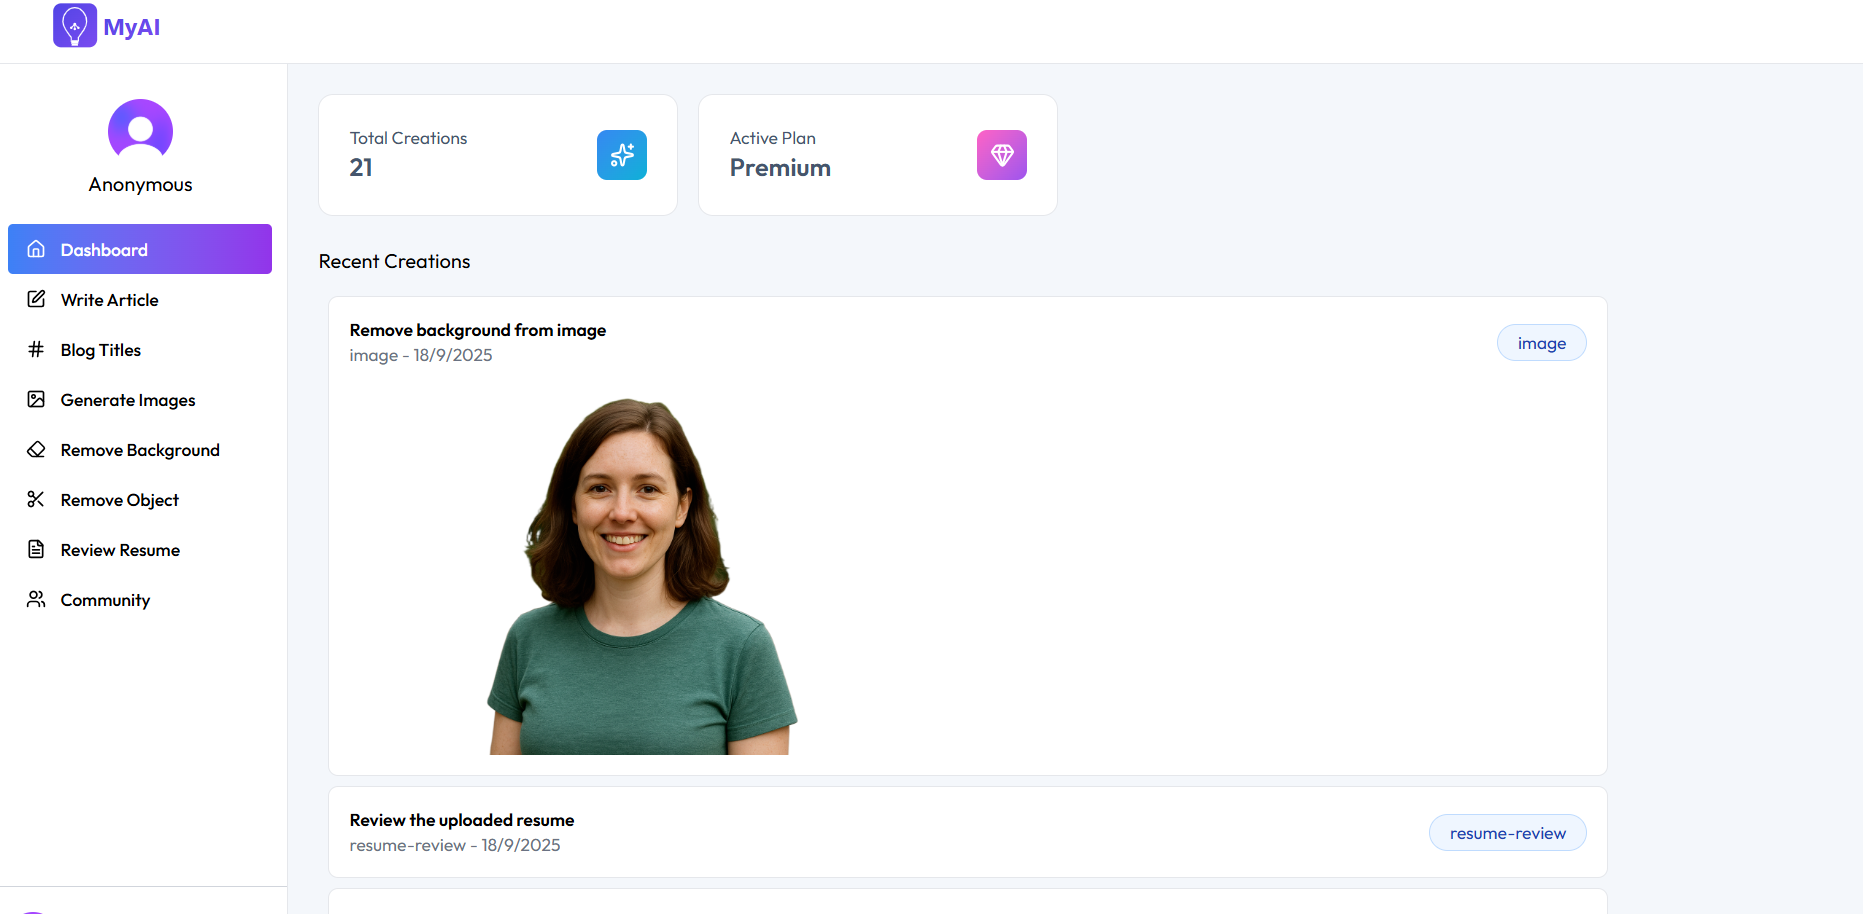 MyAI
Anonymous
Dashboard
Write Article
Blog Titles
Generate Images
Remove Background
Remove Object
Review Resume
Community
Total Creations
21
Active Plan
Premium
Recent Creations
Remove background from image
image - 18/9/2025
image
Review the uploaded resume
resume-review - 18/9/2025
resume-review